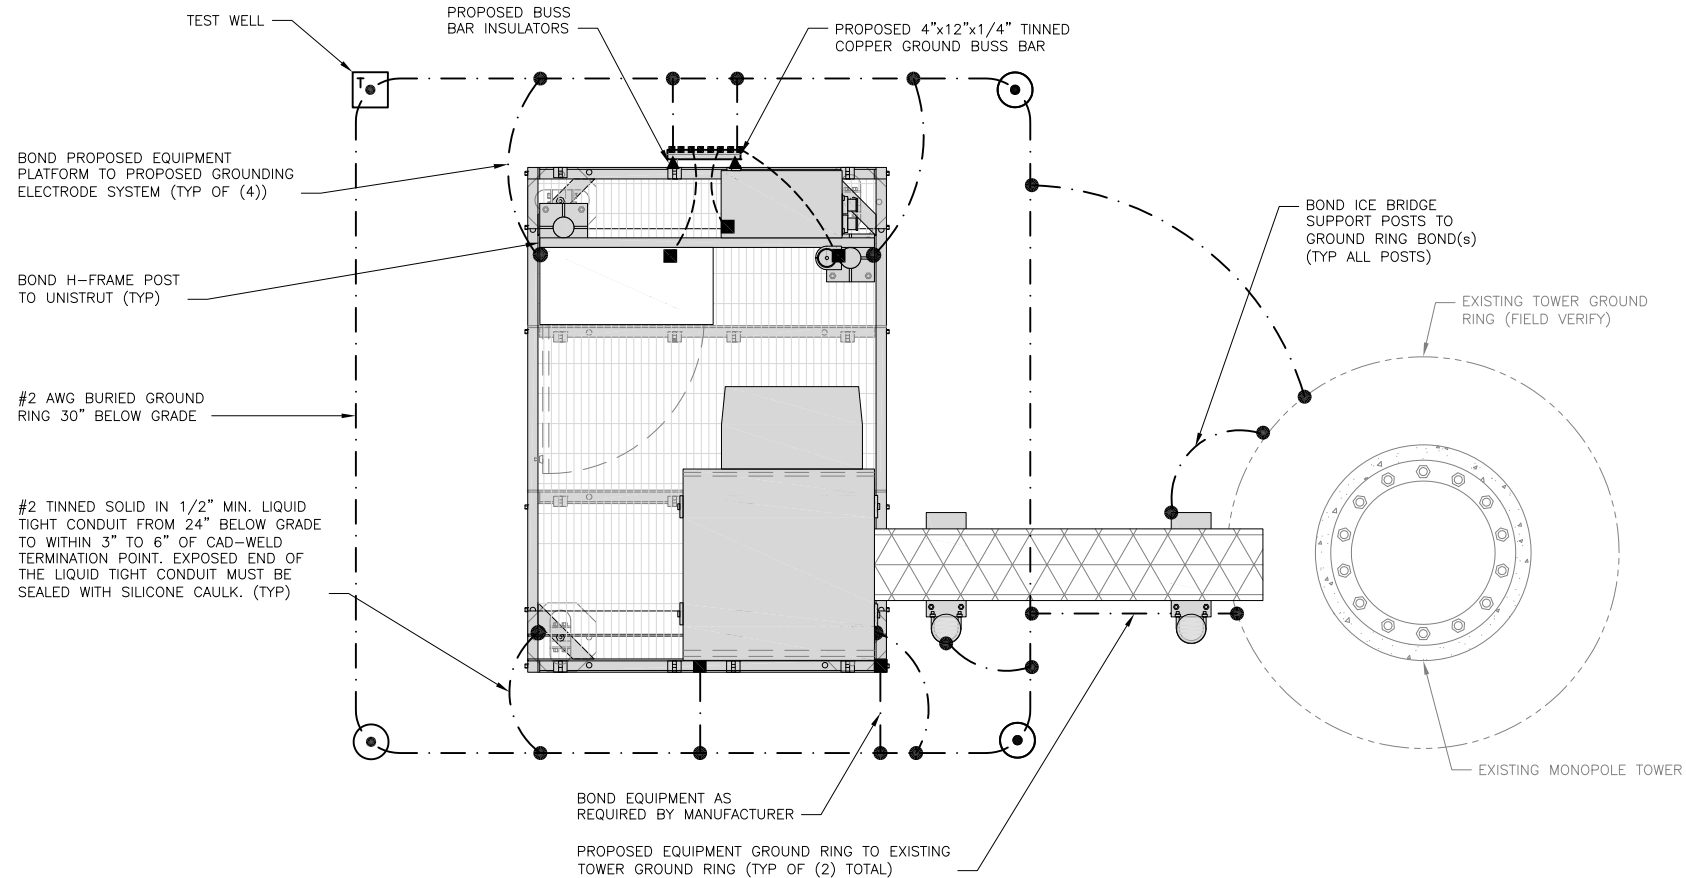 TEST WELL
PROPOSED BUSS
BAR INSULATORS
PROPOSED 4"x12"x1/4" TINNED
COPPER GROUND BUSS BAR
T
BOND PROPOSED EQUIPMENT
PLATFORM TO PROPOSED GROUNDING
ELECTRODE SYSTEM (TYP OF (4))
BOND ICE BRIDGE
SUPPORT POSTS TO
GROUND RING BOND(s)
(TYP ALL POSTS)
BOND H-FRAME POST
TO UNISTRUT (TYP)
EXISTING TOWER GROUND
RING (FIELD VERIFY)
#2 AWG BURIED GROUND
RING 30" BELOW GRADE
#2 TINNED SOLID IN 1/2" MIN. LIQUID
TIGHT CONDUIT FROM 24" BELOW GRADE
TO WITHIN 3" TO 6" OF CAD-WELD
TERMINATION POINT. EXPOSED END OF
THE LIQUID TIGHT CONDUIT MUST BE
SEALED WITH SILICONE CAULK. (TYP)
EXISTING MONOPOLE TOWER
BOND EQUIPMENT AS
REQUIRED BY MANUFACTURER
PROPOSED EQUIPMENT GROUND RING TO EXISTING
TOWER GROUND RING (TYP OF (2) TOTAL)